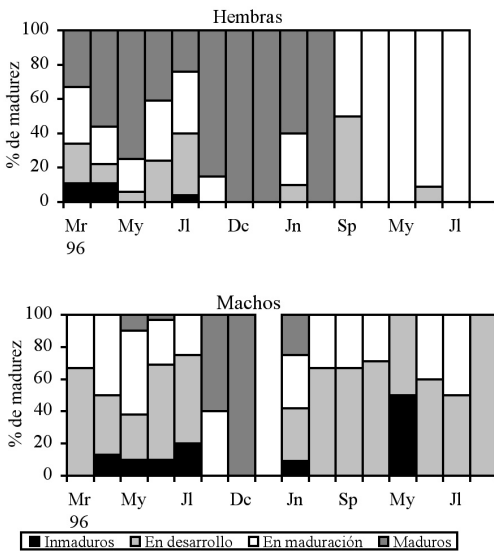 Hembras
% de madurez
100
80
60
40
20
0
Mr My Jl Dc Jn Sp My Jl
96
Machos
% de madurez
100
80
60
40
20
0
Mr My Jl Dc Jn Sp My Jl
96
Inmaduros En desarrollo En maduración Maduros